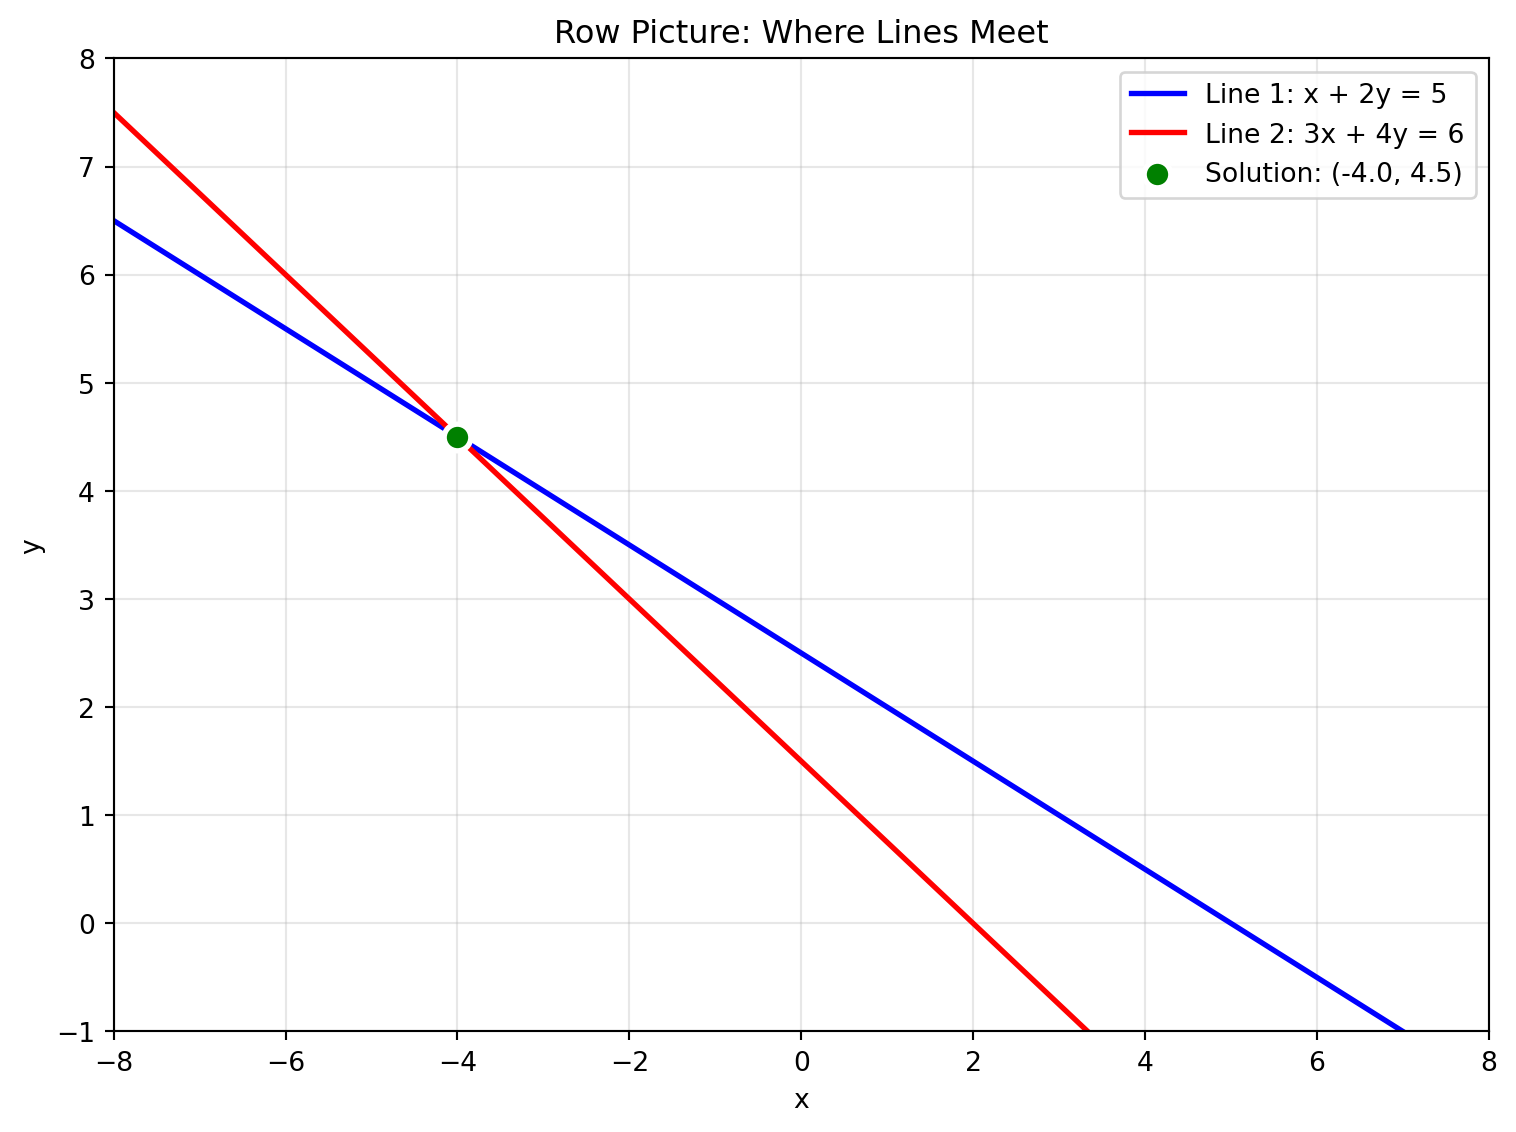 Row Picture: Where Lines Meet
Line 1: x + 2y = 5
Line 2: 3x + 4y = 6
Solution: (-4.0, 4.5)
8
7
6
5
4
3
2
1
0
−1
y
−8 −6 −4 −2 0 2 4 6 8
x